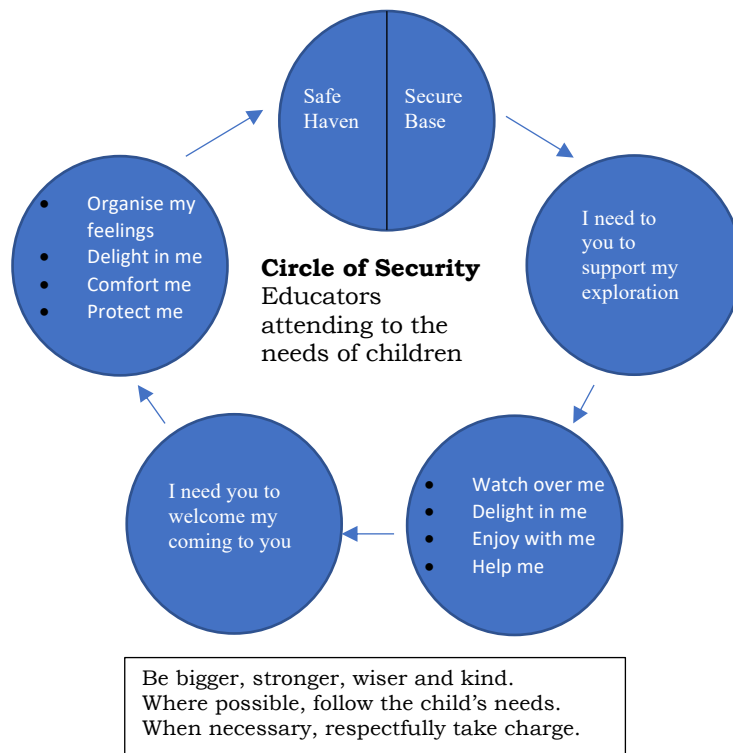 Safe
Haven
Secure
Base
I need to
you to
support my
exploration
• Watch over me
• Delight in me
• Enjoy with me
• Help me
I need you to
welcome my
coming to you
• Organise my
feelings
• Delight in me
• Comfort me
• Protect me
Circle of Security
Educators
attending to the
needs of children
Be bigger, stronger, wiser and kind.
Where possible, follow the child’s needs.
When necessary, respectfully take charge.